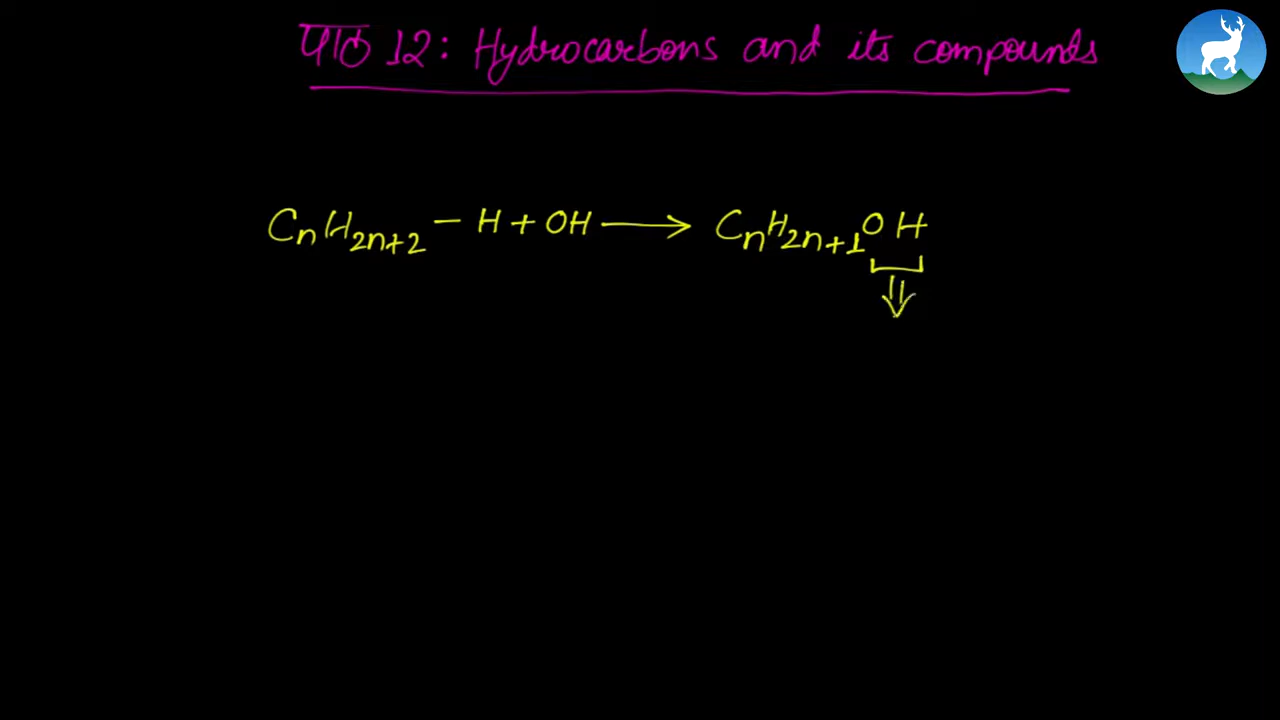 पाठ 12: Hydrocarbons and its compounds
CₙH₂ₙ₊₂ – H + OH ⟶ CₙH₂ₙ₊₁OH